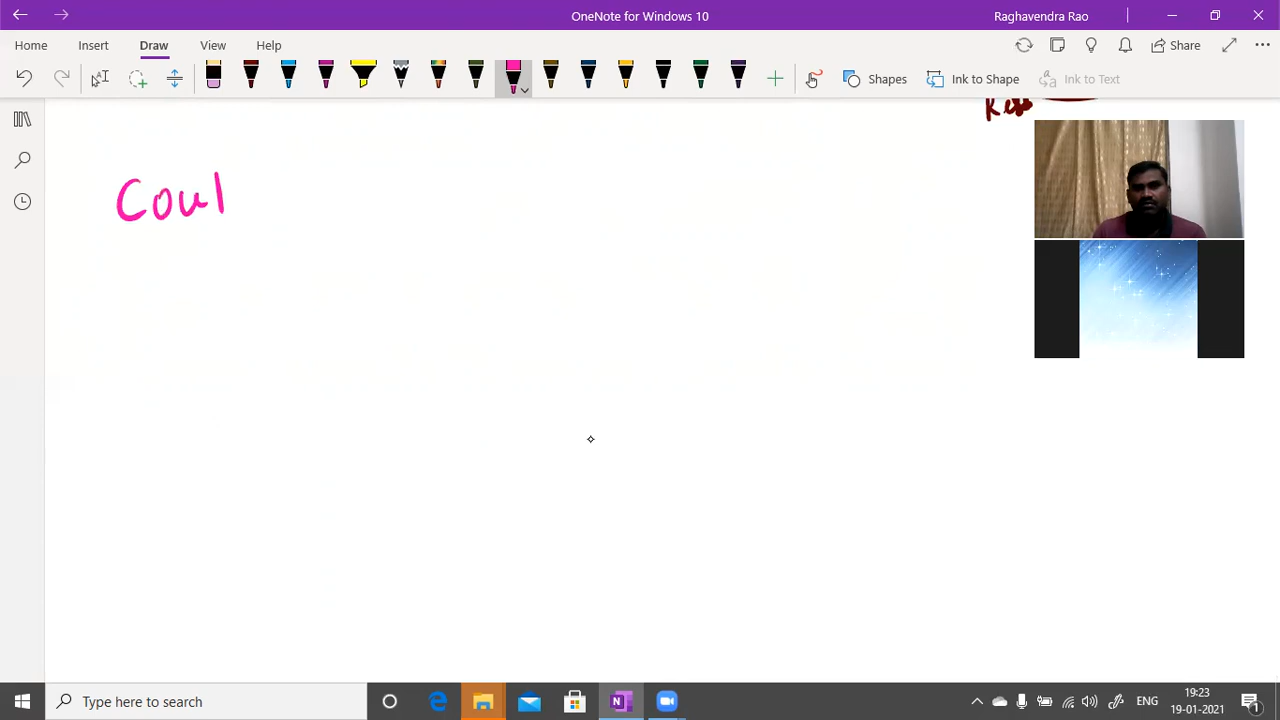 OneNote for Windows 10
Raghavendra Rao
Home Insert Draw View Help
Share
Shapes Ink to Shape Ink to Text
Coul
Type here to search
ENG
19:23
19-01-2021
1